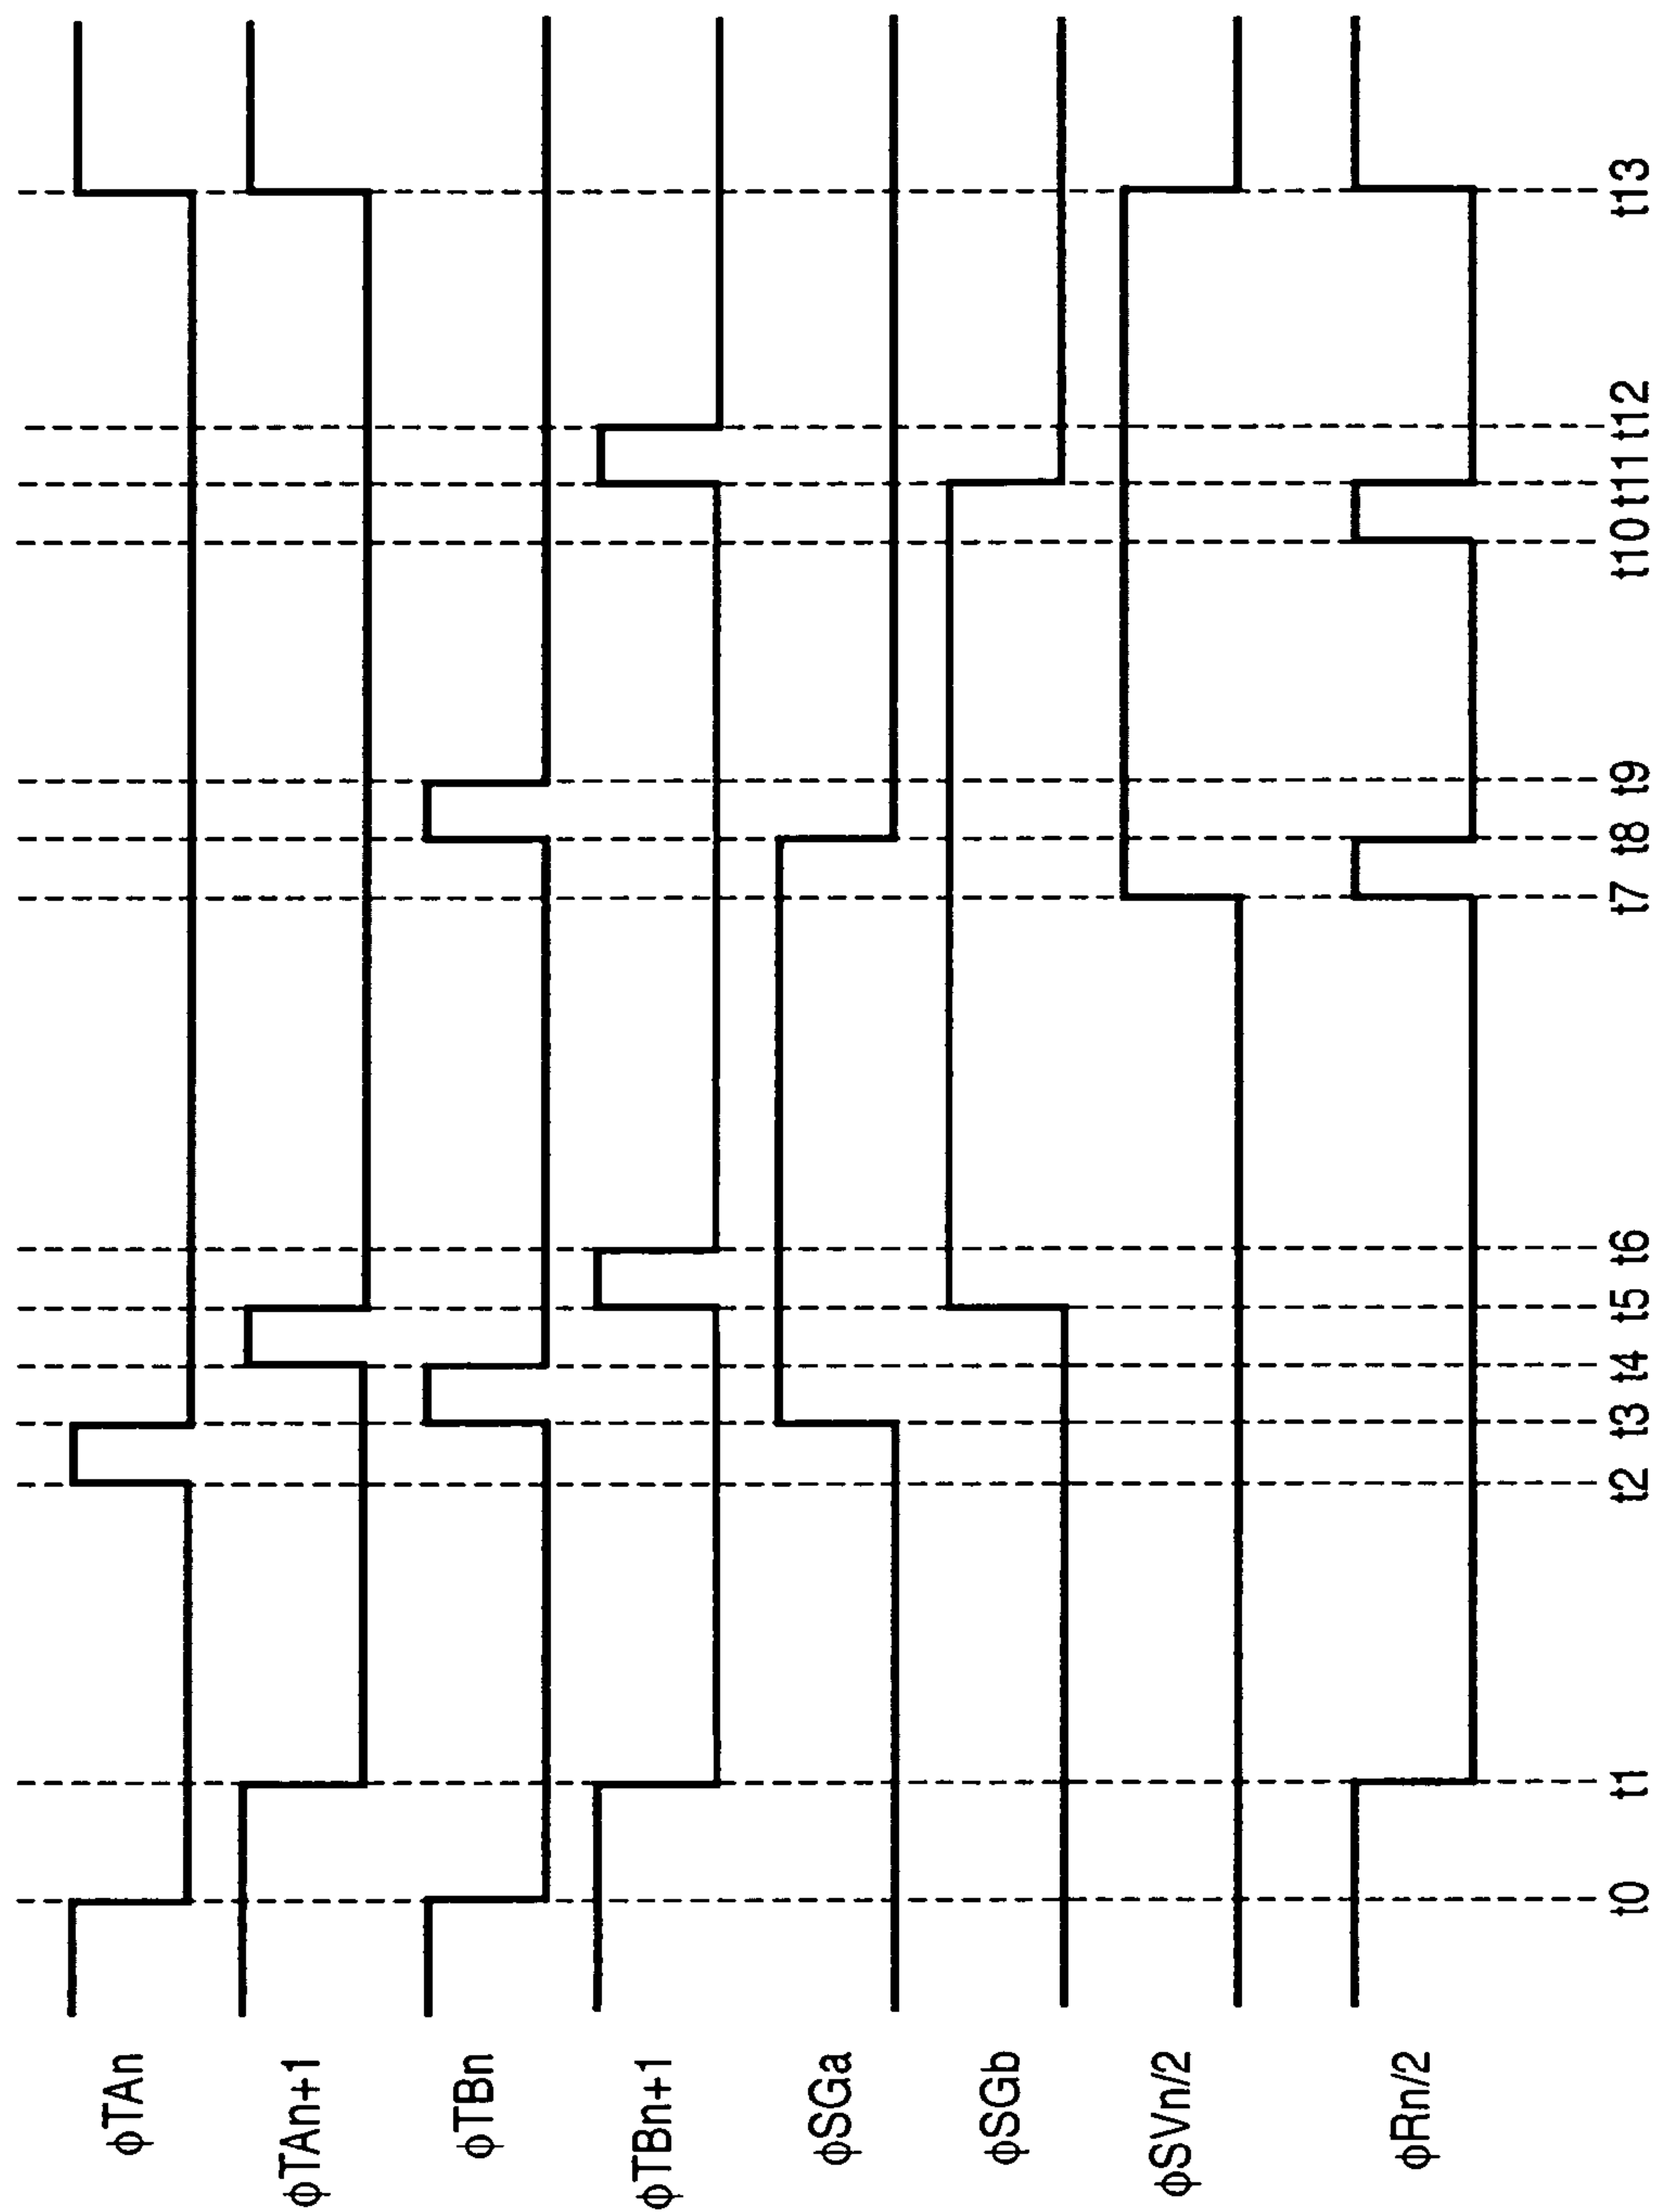 ϕTAn
ϕTAn+1
ϕTBn
ϕTBn+1
ϕSGa
ϕSGb
ϕSVn/2
ϕRn/2
t0 t1 t2 t3 t4 t5 t6 t7 t8 t9 t10 t11 t12 t13